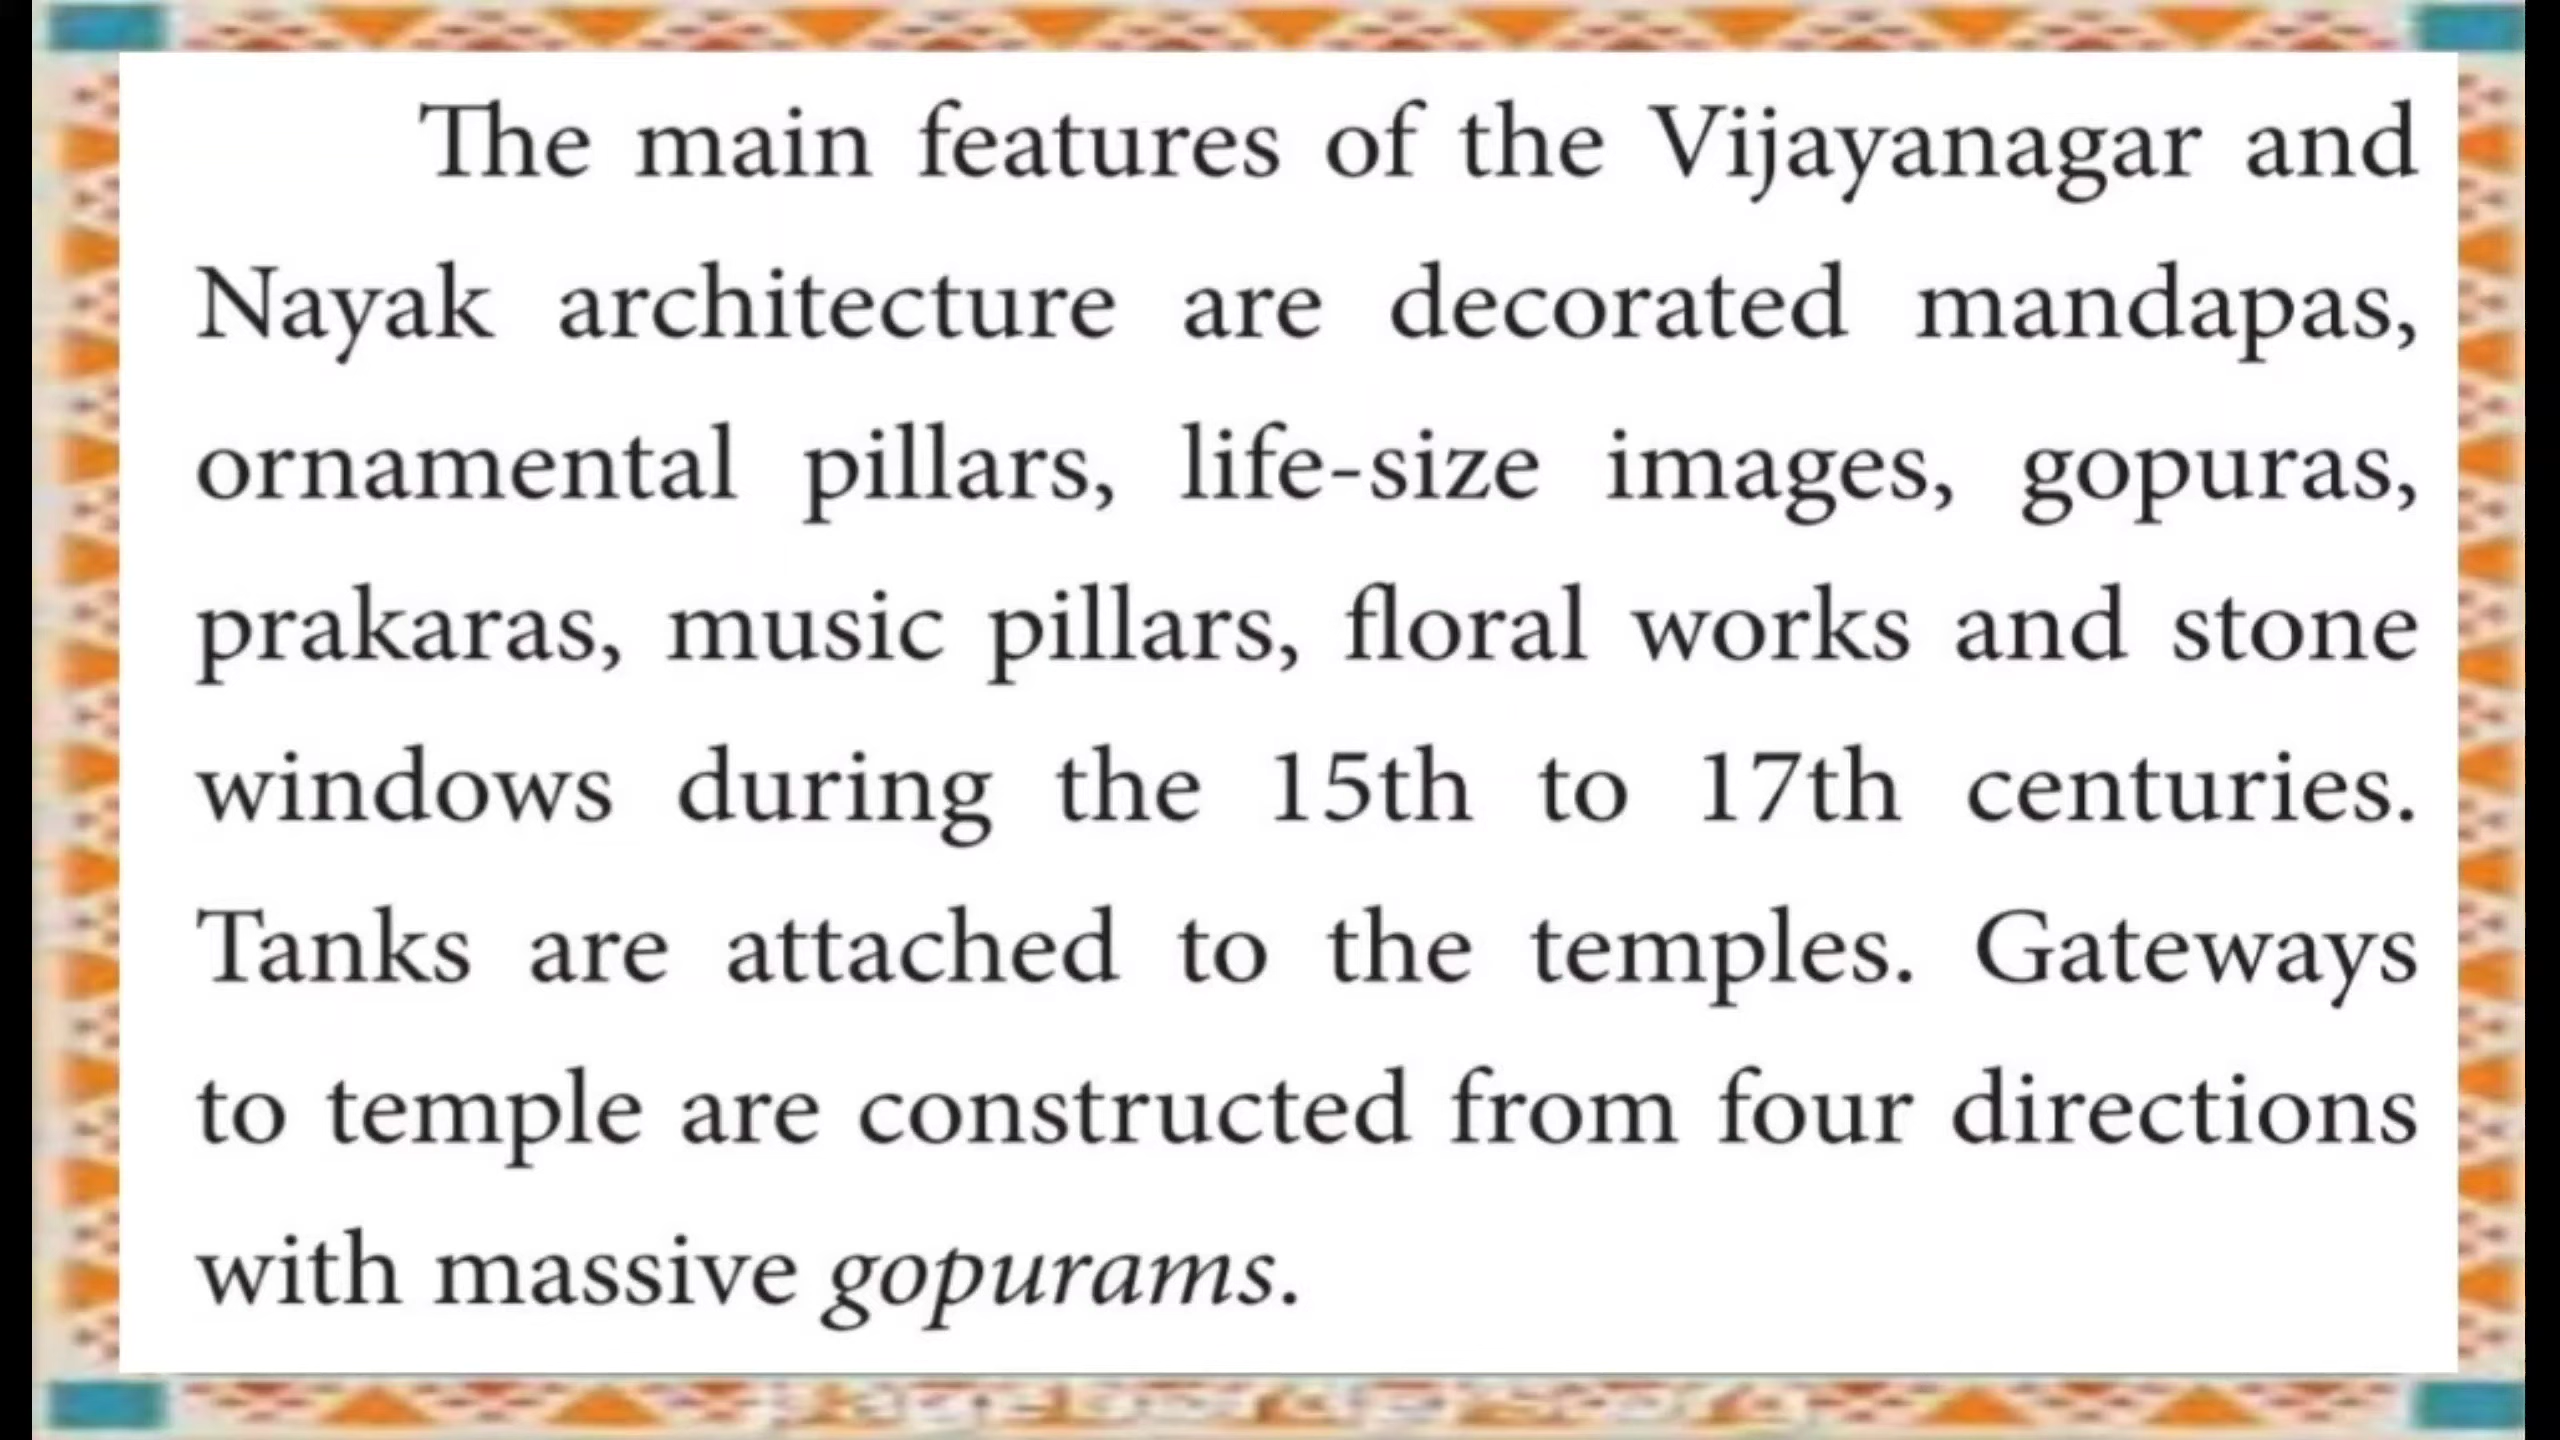 The main features of the Vijayanagar and
Nayak architecture are decorated mandapas,
ornamental pillars, life-size images, gopuras,
prakaras, music pillars, floral works and stone
windows during the 15th to 17th centuries.
Tanks are attached to the temples. Gateways
to temple are constructed from four directions
with massive gopurams.